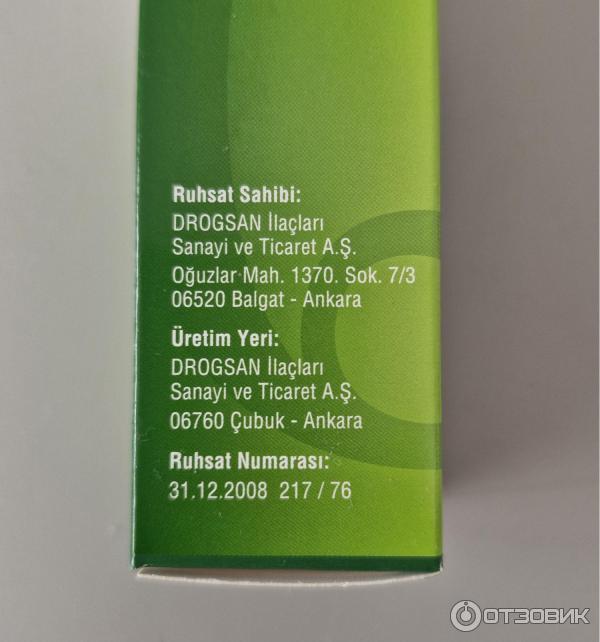 Ruhsat Sahibi:
DROGSAN İlaçları
Sanayi ve Ticaret A.Ş.
Oğuzlar Mah. 1370. Sok. 7/3
06520 Balgat - Ankara
Üretim Yeri:
DROGSAN İlaçları
Sanayi ve Ticaret A.Ş.
06760 Çubuk - Ankara
Ruhsat Numarası:
31.12.2008 217 / 76
ОТЗОВИК